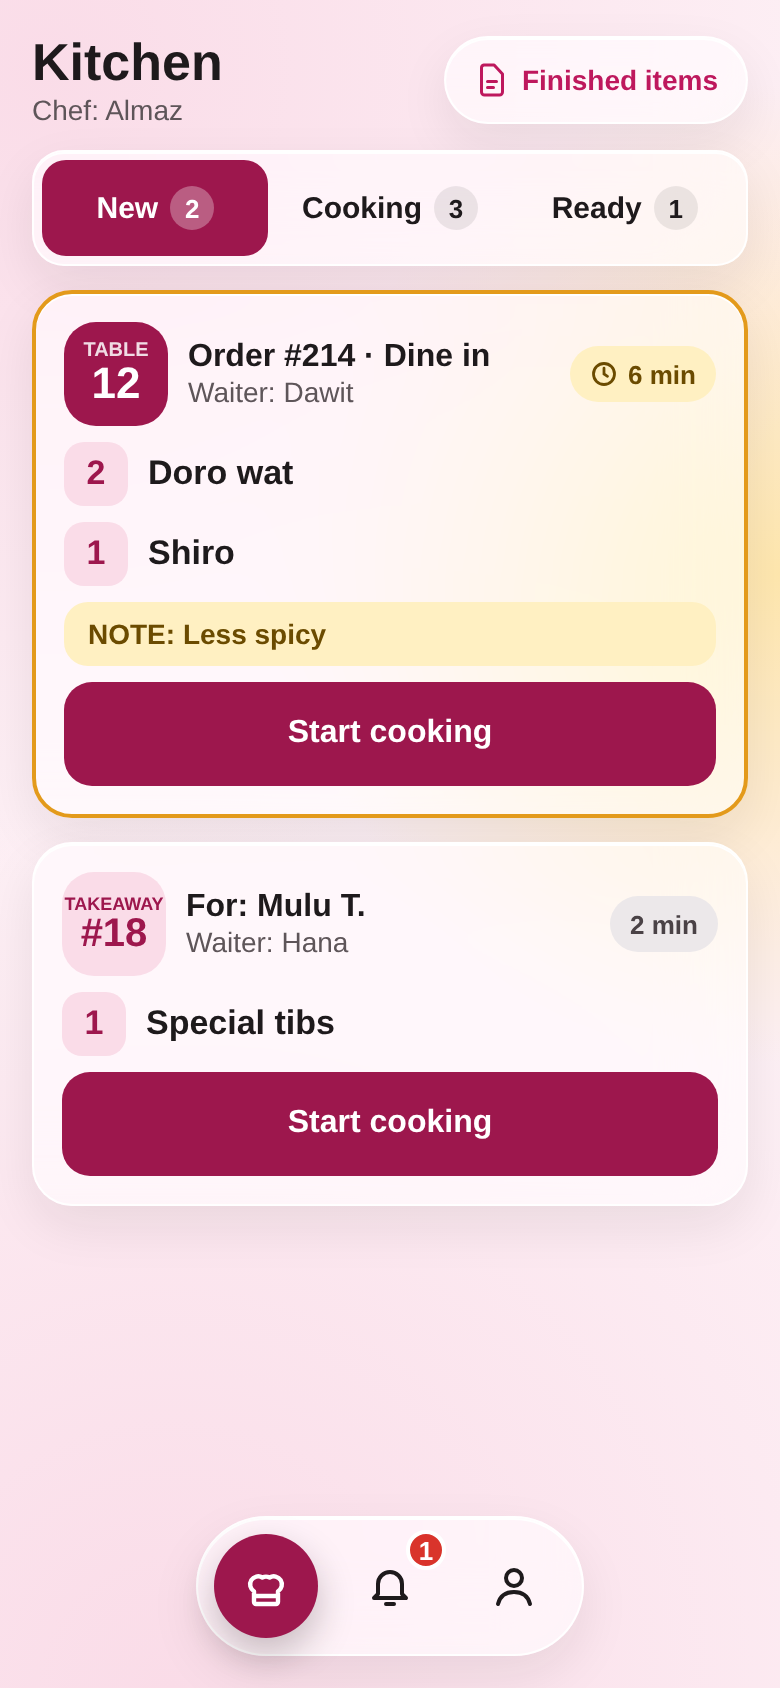 Kitchen
Chef: Almaz
Finished items
New 2
Cooking 3
Ready 1
TABLE
12
Order #214 · Dine in
Waiter: Dawit
6 min
2 Doro wat
1 Shiro
NOTE: Less spicy
Start cooking
TAKEAWAY
#18
For: Mulu T.
Waiter: Hana
2 min
1 Special tibs
Start cooking
1